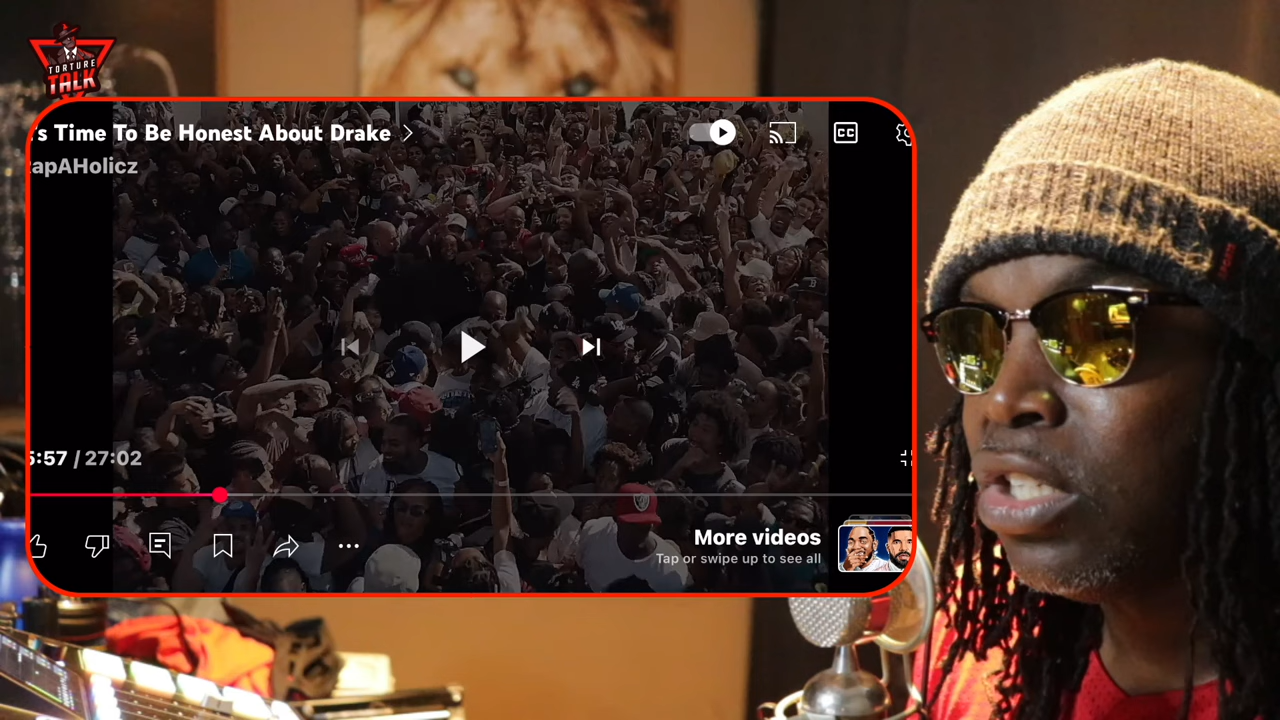 TORTURE
TALK
's Time To Be Honest About Drake
apAHolicz
CC
5:57 / 27:02
More videos
Tap or swipe up to see all